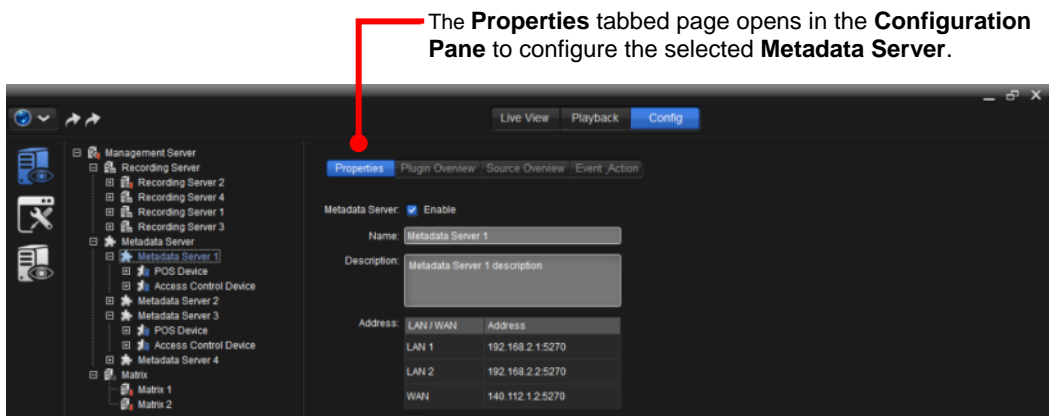 The Properties tabbed page opens in the Configuration
Pane to configure the selected Metadata Server.
Live View Playback Config
Management Server
Recording Server
Recording Server 2
Recording Server 4
Recording Server 1
Recording Server 3
Metadata Server
Metadata Server 1
POS Device
Access Control Device
Metadata Server 2
Metadata Server 3
POS Device
Access Control Device
Metadata Server 4
Matrix
Matrix 1
Matrix 2
Properties Plugin Overview Source Overview Event_Action
Metadata Server: Enable
Name: Metadata Server 1
Description: Metadata Server 1 description
Address: LAN / WAN Address
LAN 1 192.168.2.1:5270
LAN 2 192.168.2.2:5270
WAN 140.112.1.2:5270